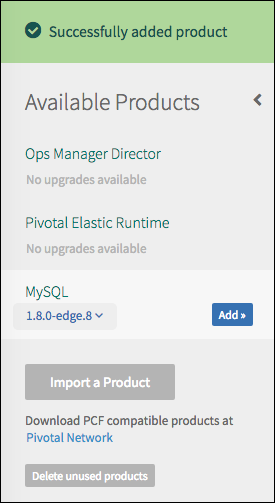 Successfully added product
Available Products
Ops Manager Director
No upgrades available
Pivotal Elastic Runtime
No upgrades available
MySQL
1.8.0-edge.8
Add »
Import a Product
Download PCF compatible products at
Pivotal Network
Delete unused products